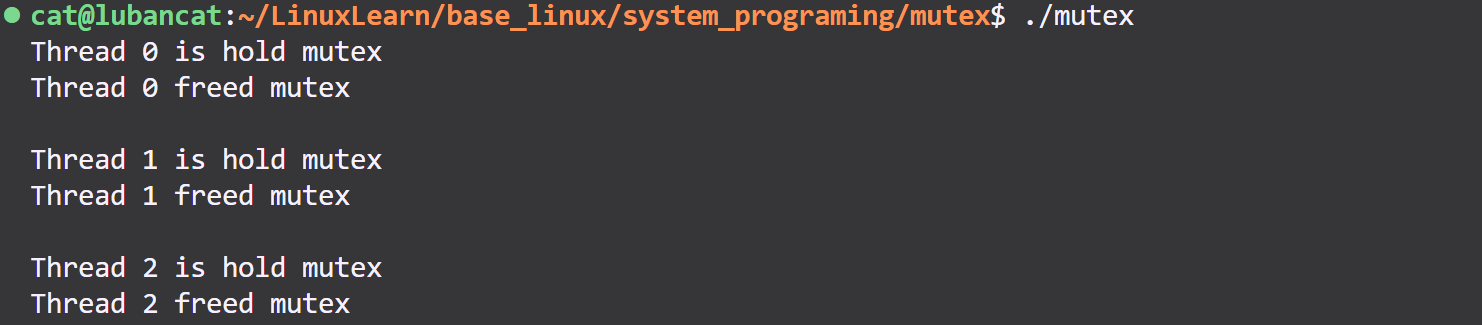 cat@lubancat:~/LinuxLearn/base_linux/system_programing/mutex$ ./mutex
Thread 0 is hold mutex
Thread 0 freed mutex
Thread 1 is hold mutex
Thread 1 freed mutex
Thread 2 is hold mutex
Thread 2 freed mutex